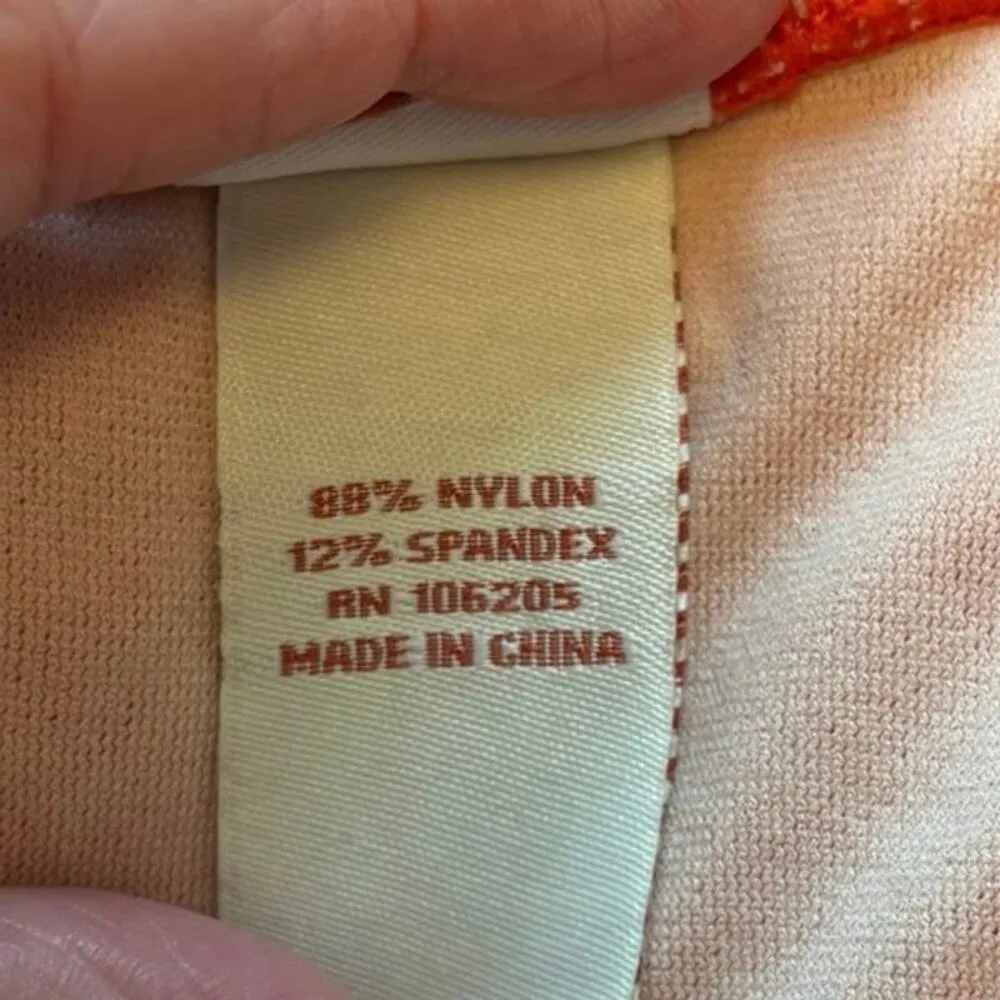 88% NYLON
12% SPANDEX
RN 106205
MADE IN CHINA